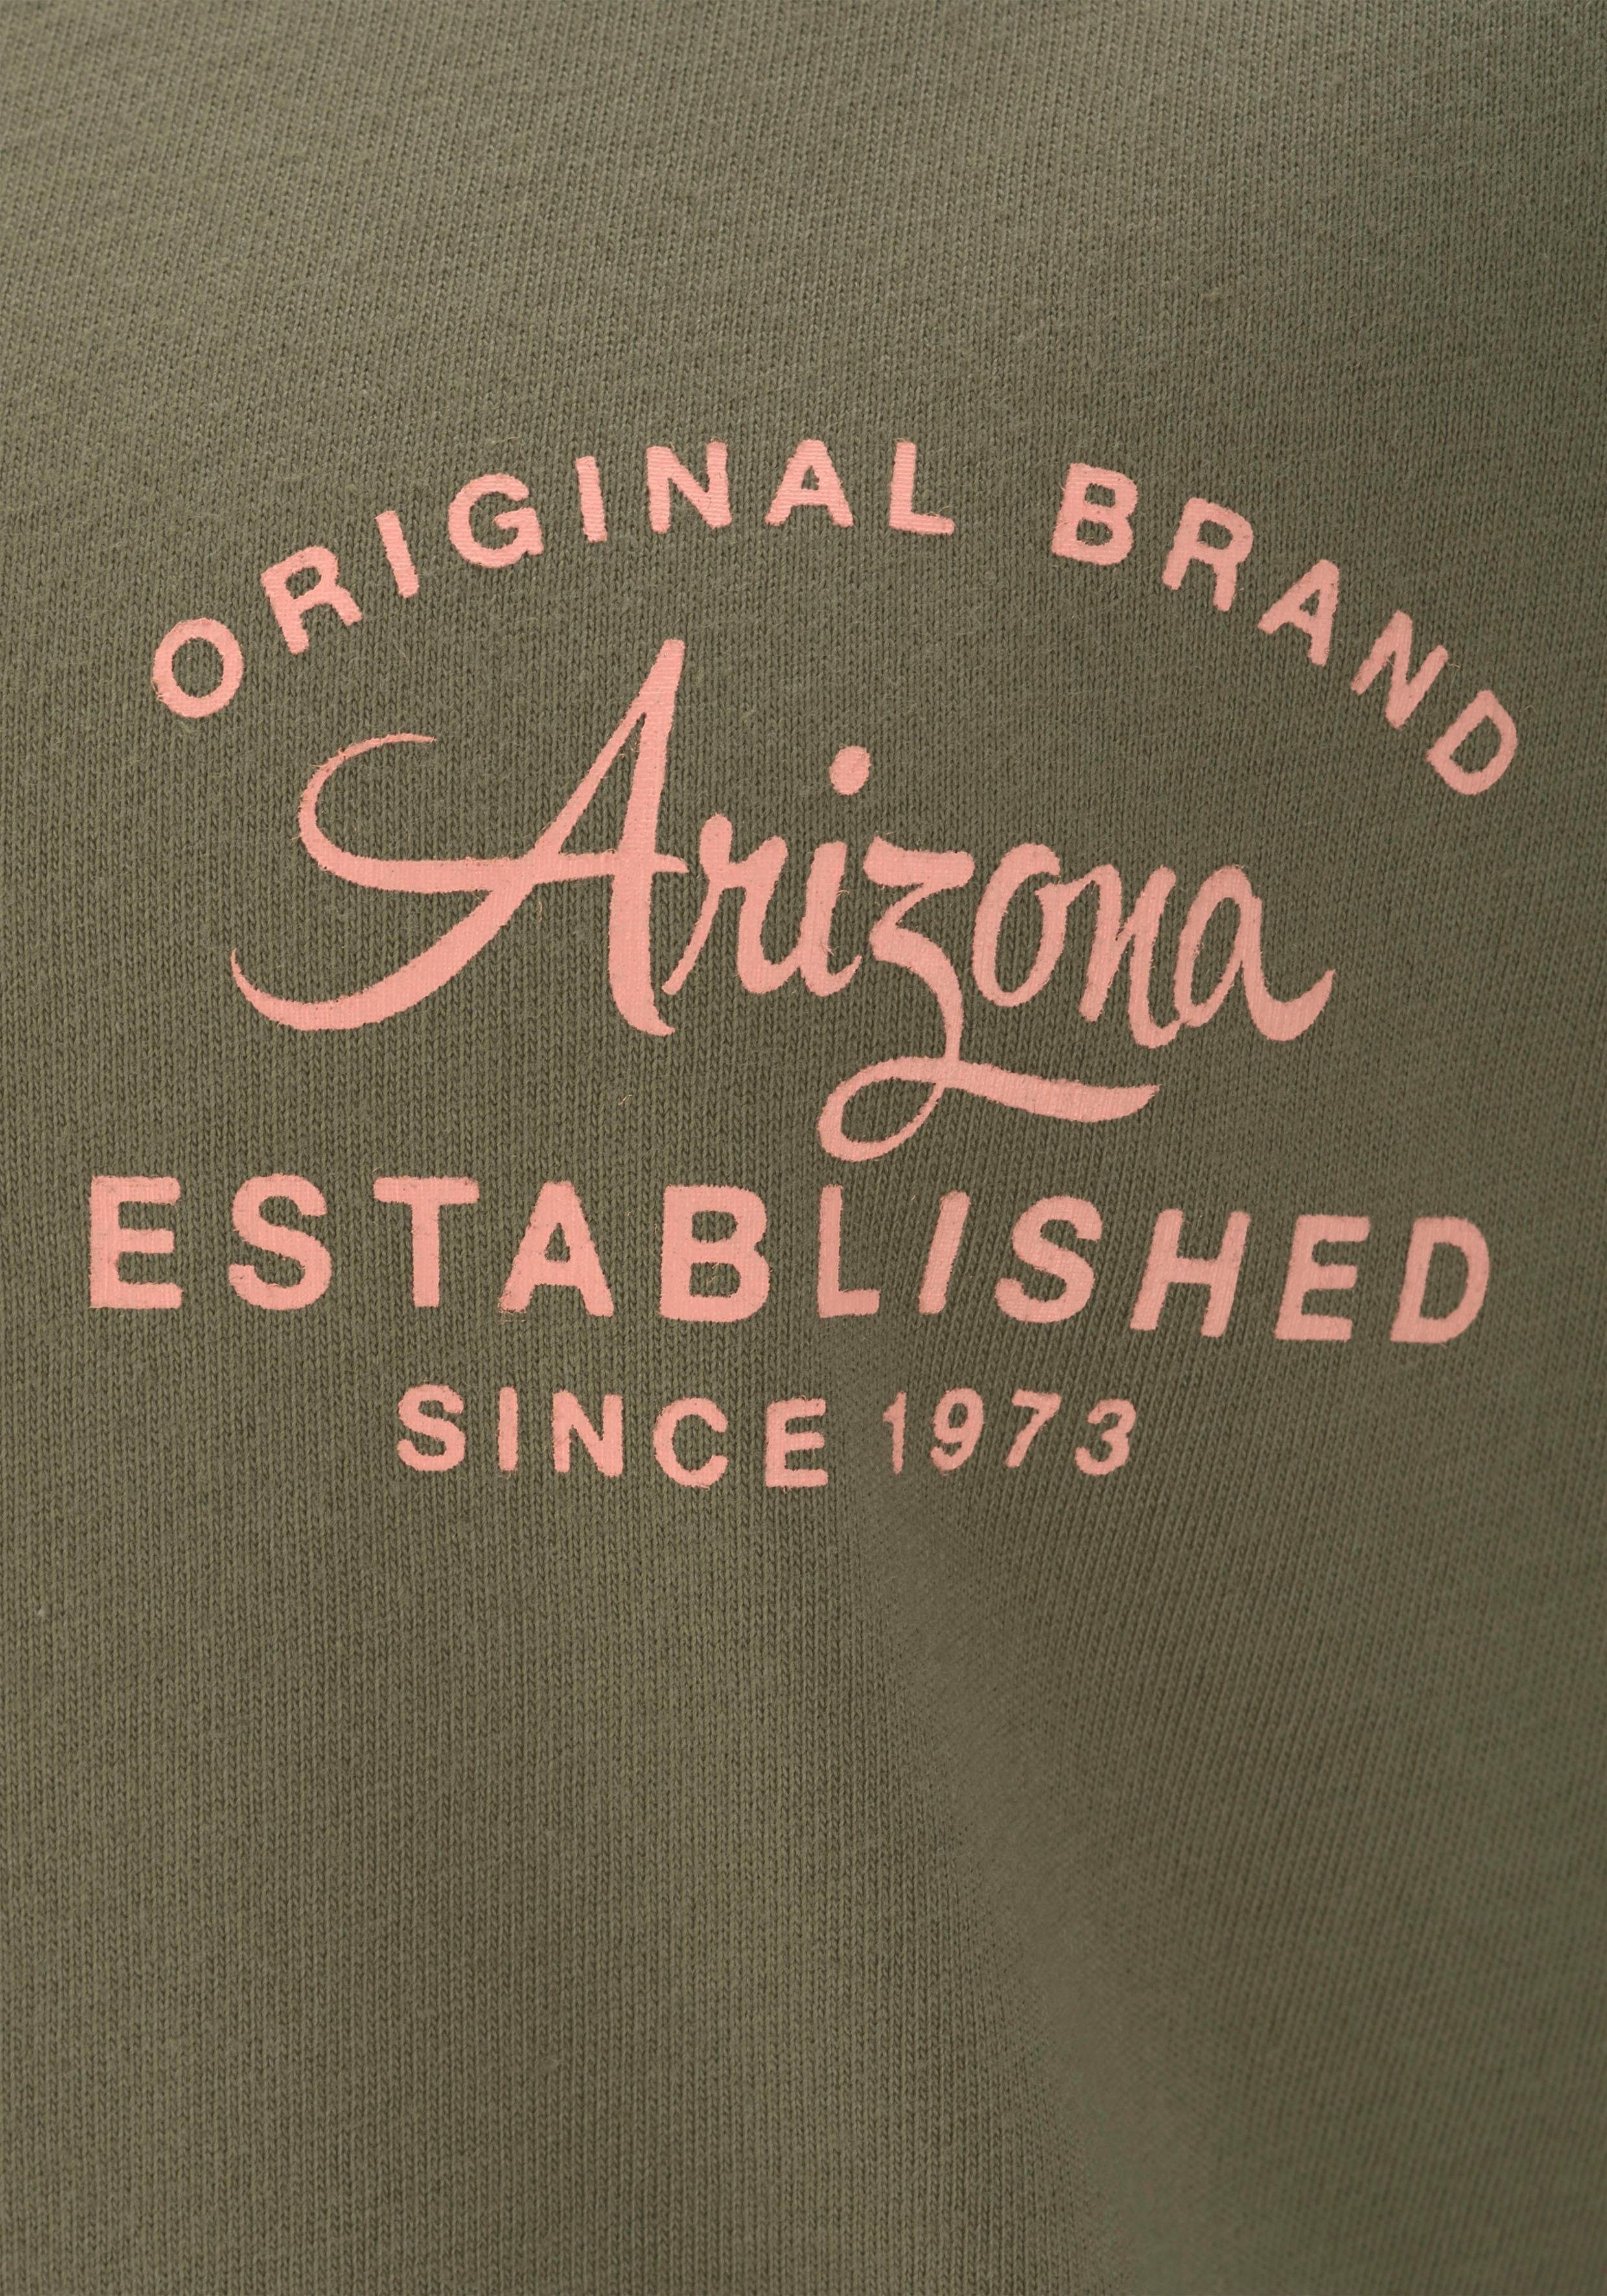 ORIGINAL BRAND
Arizona
ESTABLISHED
SINCE 1973